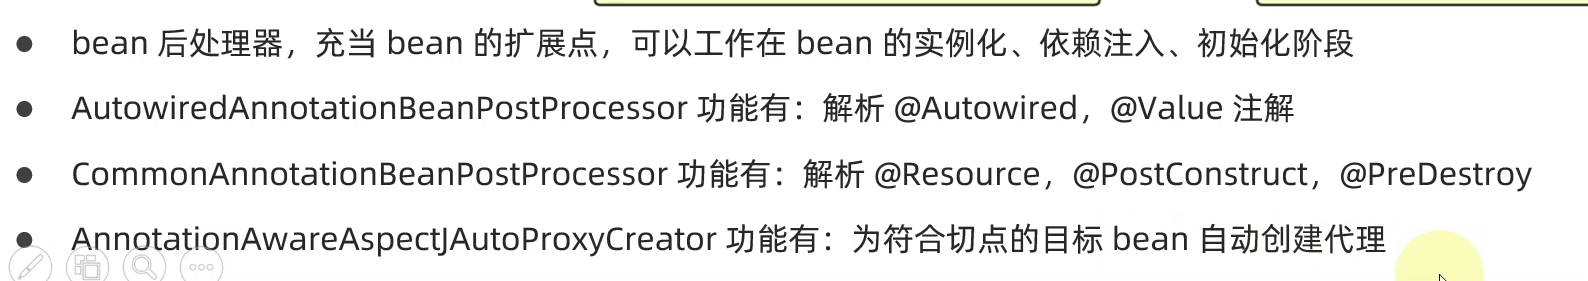 ● bean 后处理器，充当 bean 的扩展点，可以工作在 bean 的实例化、依赖注入、初始化阶段
● AutowiredAnnotationBeanPostProcessor 功能有：解析 @Autowired，@Value 注解
● CommonAnnotationBeanPostProcessor 功能有：解析 @Resource，@PostConstruct，@PreDestroy
● AnnotationAwareAspectJAutoProxyCreator 功能有：为符合切点的目标 bean 自动创建代理